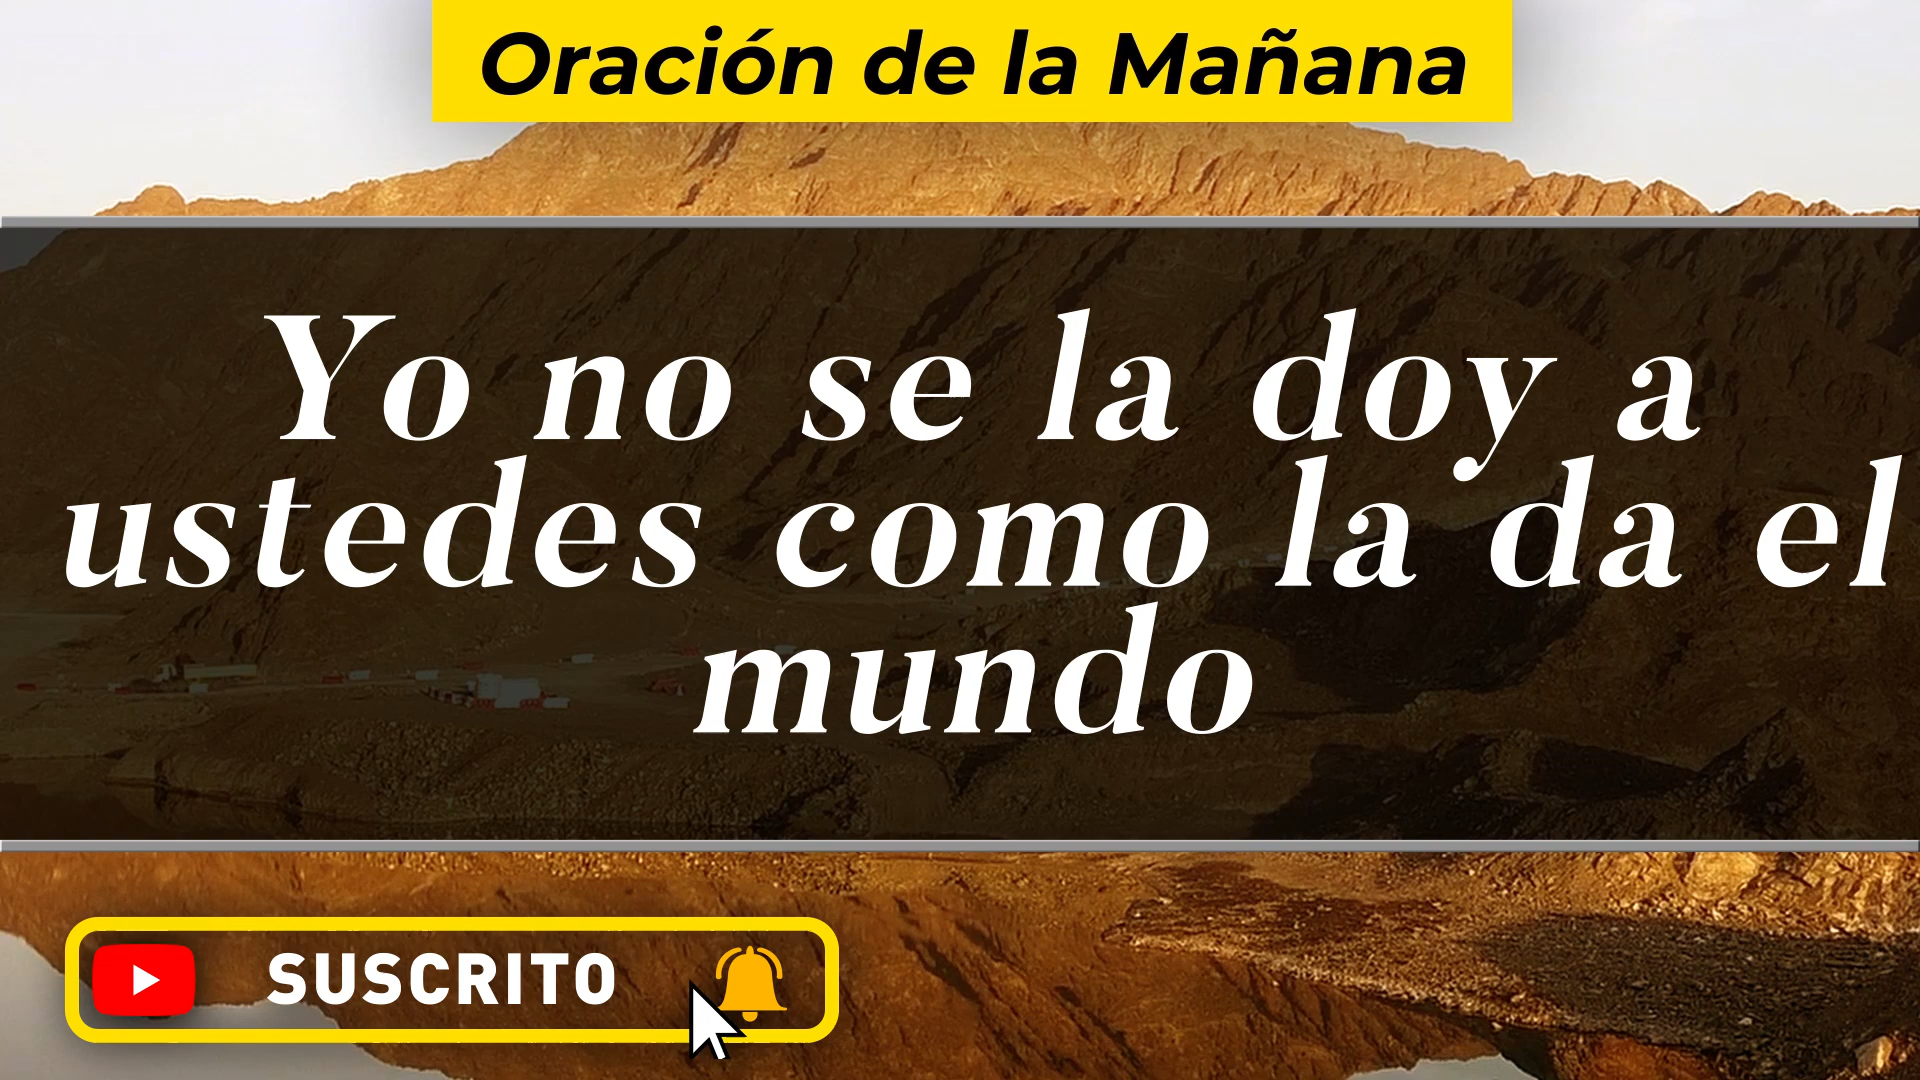 Oración de la Mañana
Yo no se la doy a
ustedes como la da el
mundo
SUSCRITO